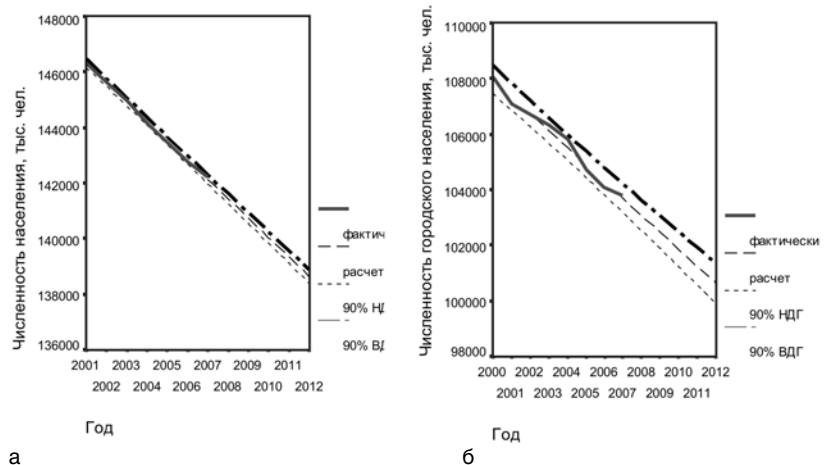 Численность населения, тыс. чел.
148000
146000
144000
142000
140000
138000
136000
2001 2003 2005 2007 2009 2011
2002 2004 2006 2008 2010 2012
Год
фактич
расчет
90% НД
90% ВД
а
Численность городского населения, тыс. чел.
110000
108000
106000
104000
102000
100000
98000
2000 2002 2004 2006 2008 2010 2012
2001 2003 2005 2007 2009 2011
Год
фактически
расчет
90% НДГ
90% ВДГ
б